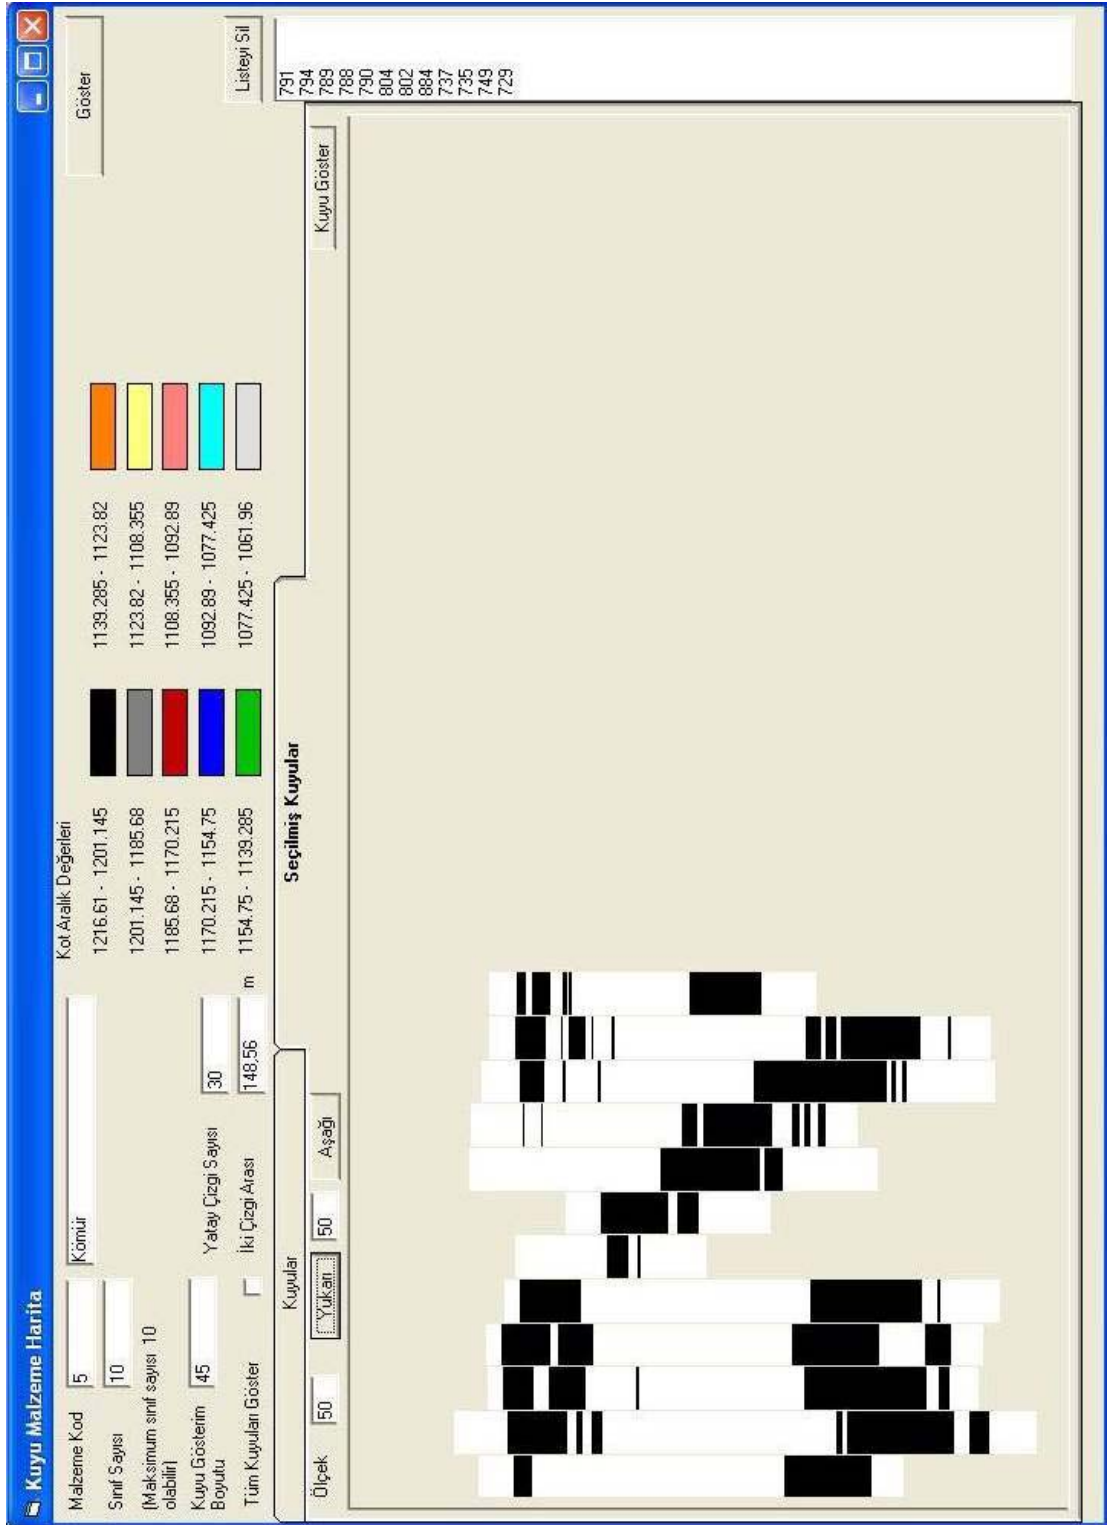 Kuyu Malzeme Harita
Malzeme Kod 5 Kömür
Sınıf Sayısı 10
(Maksimum sınıf sayısı 10
olabilir)
Kuyu Gösterim
Boyutu 45
Yatay Çizgi Sayısı 30
Tüm Kuyuları Göster
İki Çizgi Arası 148,56 m
Kot Aralık Değerleri
1216.61 - 1201.145
1201.145 - 1185.68
1185.68 - 1170.215
1170.215 - 1154.75
1154.75 - 1139.285
1139.285 - 1123.82
1123.82 - 1108.355
1108.355 - 1092.89
1092.89 - 1077.425
1077.425 - 1061.96
Göster
Listeyi Sil
Kuyular
Seçilmiş Kuyular
Ölçek 50 Yukarı 50 Aşağı
Kuyu Göster
791
794
789
788
790
804
802
884
737
735
749
729